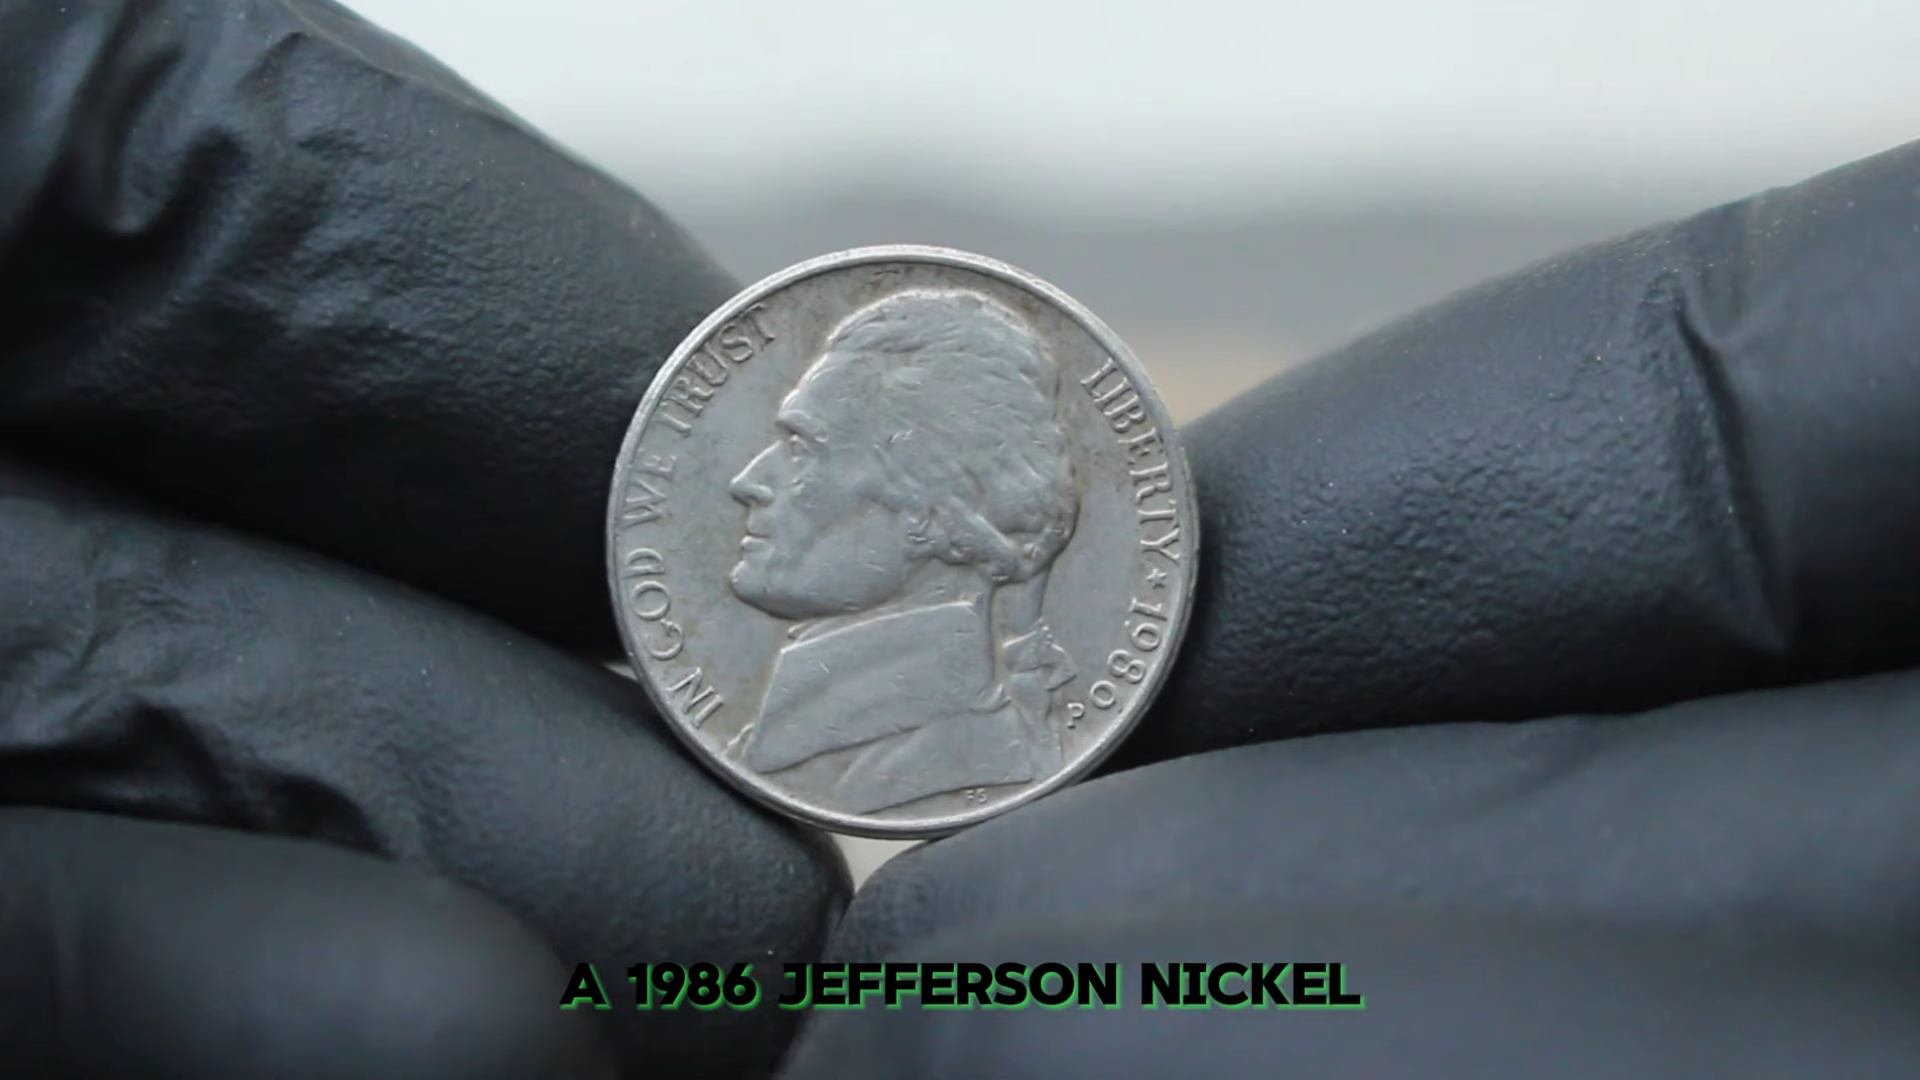 IN GOD WE TRUST
LIBERTY ★ 1986
P
FS
A 1986 JEFFERSON NICKEL